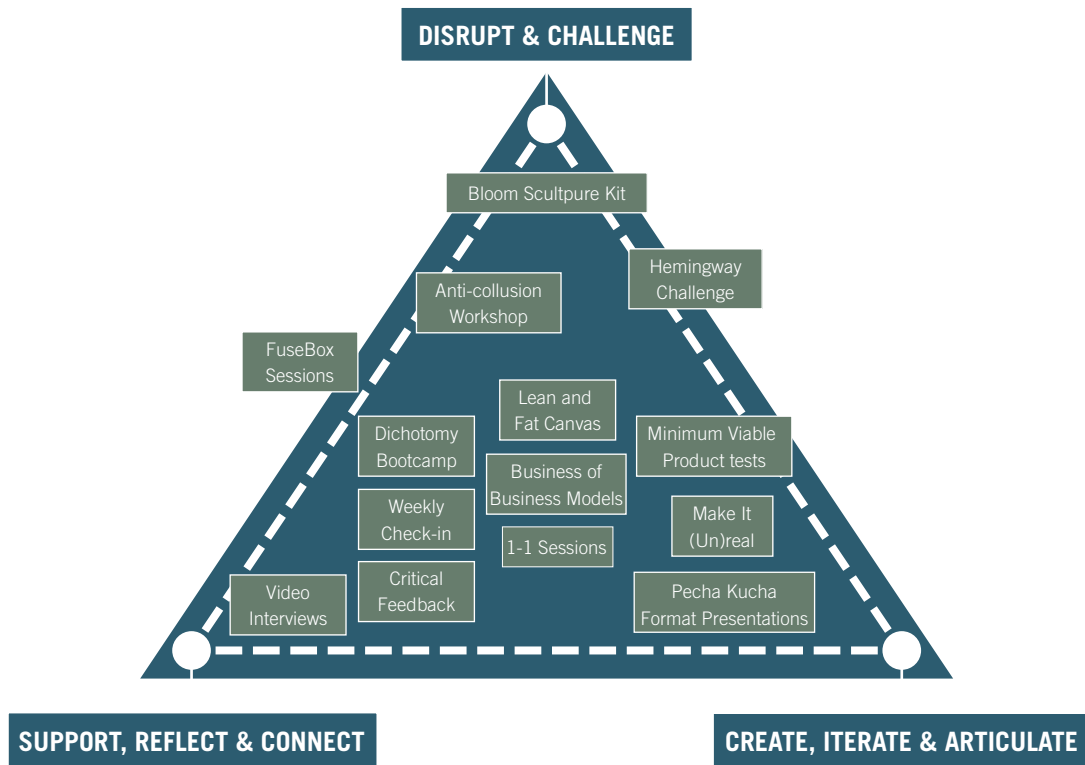 DISRUPT & CHALLENGE
Bloom Scultpure Kit
Hemingway
Challenge
Anti-collusion
Workshop
FuseBox
Sessions
Lean and
Fat Canvas
Dichotomy
Bootcamp
Minimum Viable
Product tests
Business of
Business Models
Weekly
Check-in
Make It
(Un)real
1-1 Sessions
Critical
Feedback
Video
Interviews
Pecha Kucha
Format Presentations
SUPPORT, REFLECT & CONNECT
CREATE, ITERATE & ARTICULATE